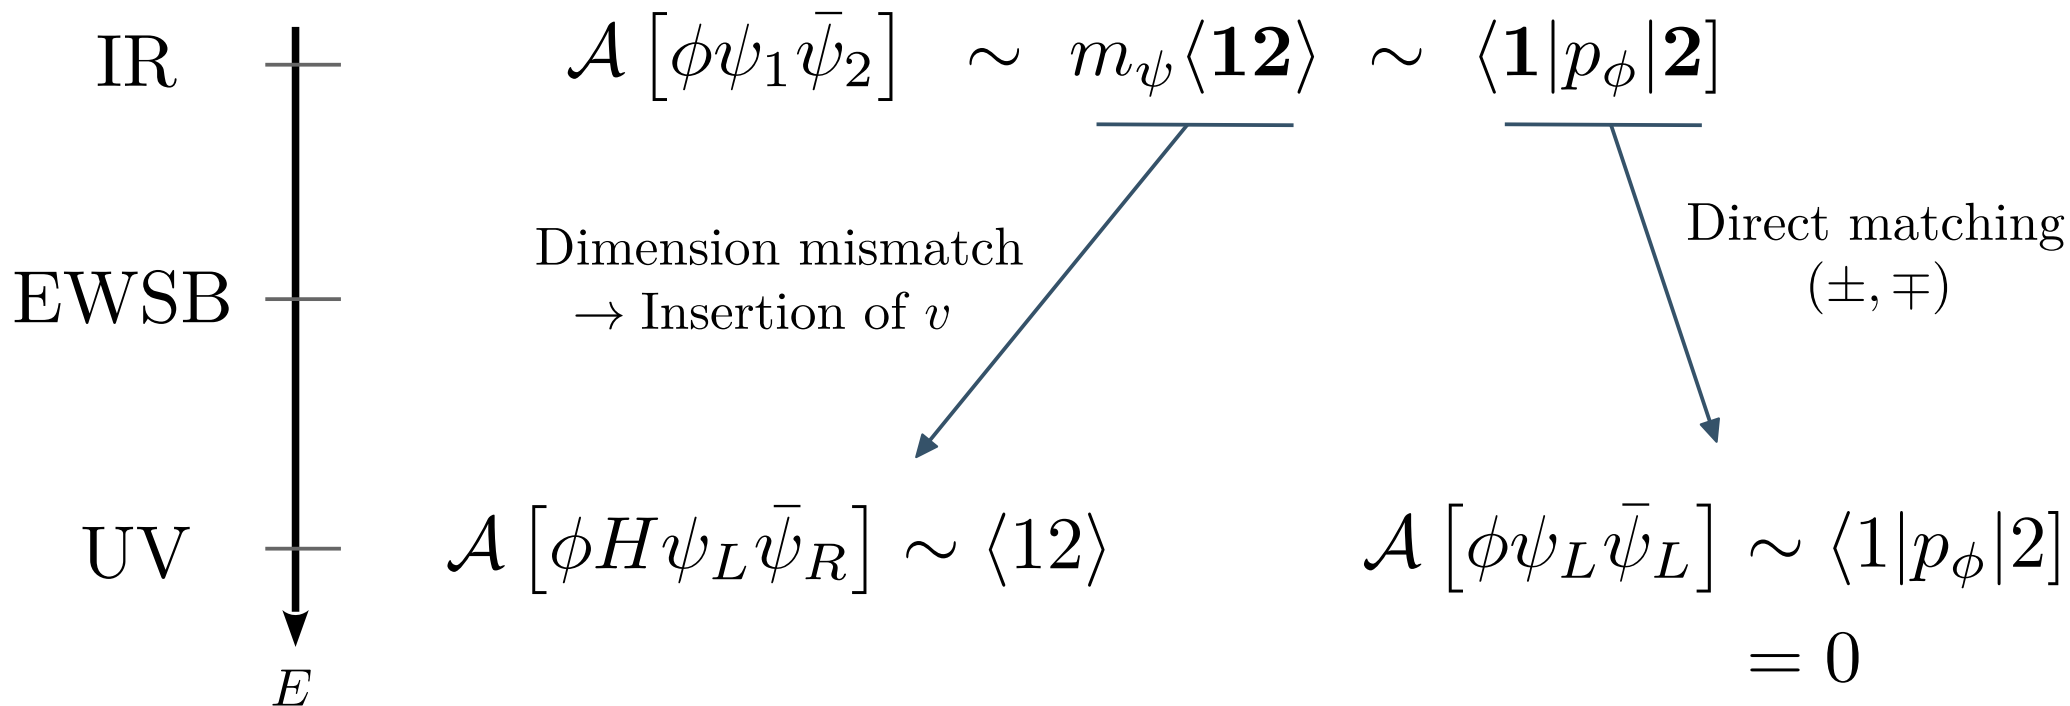 IR
𝒜[ϕψ₁ψ̄₂] ∼ m_ψ⟨𝟏𝟐⟩ ∼ ⟨𝟏|p_ϕ|𝟐]
Dimension mismatch
→ Insertion of v
Direct matching
(±, ∓)
EWSB
UV
𝒜[ϕHψ_Lψ̄_R] ∼ ⟨12⟩
𝒜[ϕψ_Lψ̄_L] ∼ ⟨1|p_ϕ|2]
= 0
E